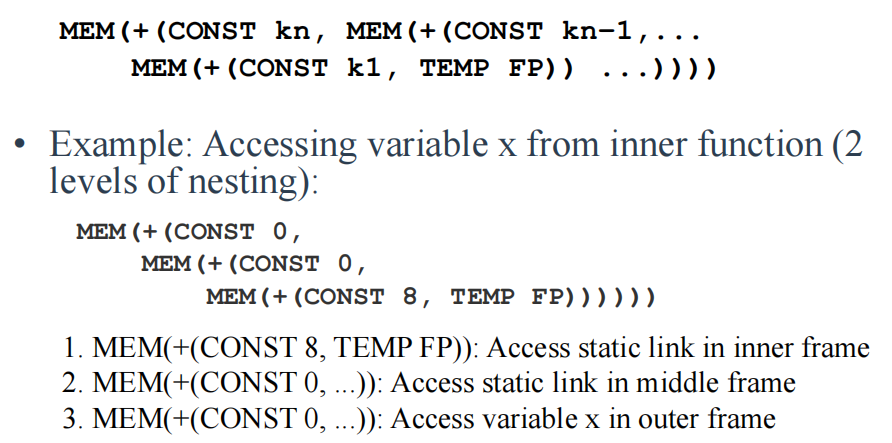 MEM(+(CONST kn, MEM(+(CONST kn-1,...
MEM(+(CONST k1, TEMP FP)) ...))))
• Example: Accessing variable x from inner function (2
levels of nesting):
MEM(+(CONST 0,
MEM(+(CONST 0,
MEM(+(CONST 8, TEMP FP))))))
1. MEM(+(CONST 8, TEMP FP)): Access static link in inner frame
2. MEM(+(CONST 0, ...)): Access static link in middle frame
3. MEM(+(CONST 0, ...)): Access variable x in outer frame